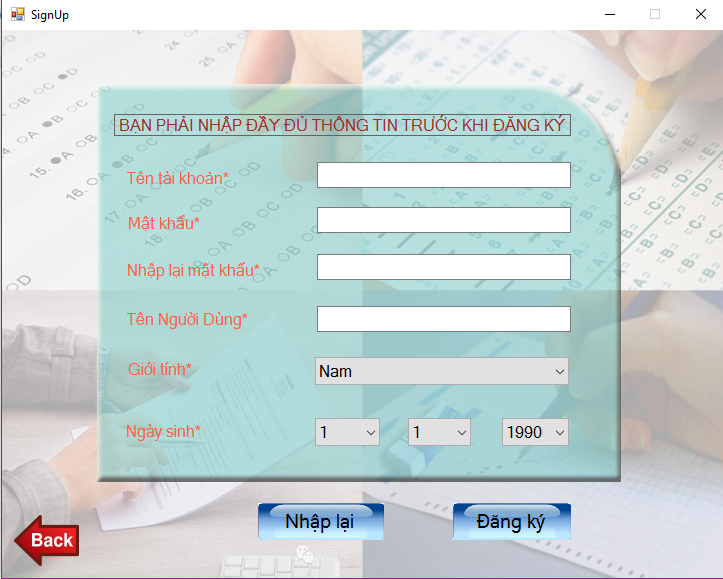 SignUp
BẠN PHẢI NHẬP ĐẦY ĐỦ THÔNG TIN TRƯỚC KHI ĐĂNG KÝ
Tên tài khoản*
Mật khẩu*
Nhập lại mật khẩu*
Tên Người Dùng*
Giới tính*
Nam
Ngày sinh*
1 1 1990
Nhập lại Đăng ký
Back